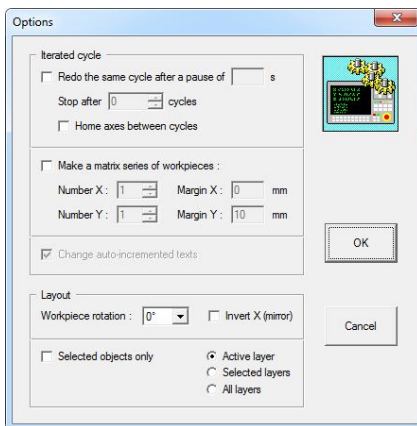 Options
Iterated cycle
Redo the same cycle after a pause of s
Stop after 0 cycles
Home axes between cycles
Make a matrix series of workpieces :
Number X : 1 Margin X : 0 mm
Number Y : 1 Margin Y : 10 mm
Change auto-incremented texts
OK
Layout
Workpiece rotation : 0° Invert X (mirror)
Cancel
Selected objects only
Active layer
Selected layers
All layers